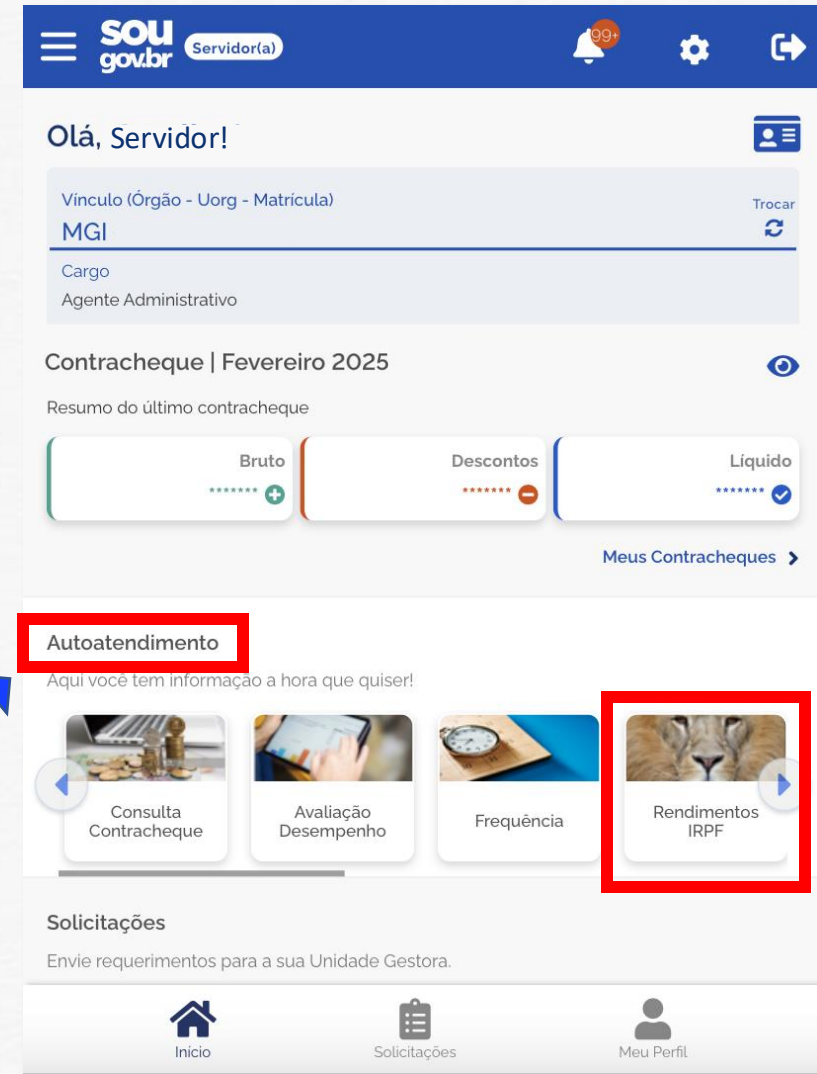 sou
gov.br
Servidor(a)
99+
Olá, Servidor!
Vínculo (Órgão - Uorg - Matrícula)
MGI
Trocar
Cargo
Agente Administrativo
Contracheque | Fevereiro 2025
Resumo do último contracheque
Bruto
*******
Descontos
*******
Líquido
*******
Meus Contracheques
Autoatendimento
Aqui você tem informação a hora que quiser!
Consulta
Contracheque
Avaliação
Desempenho
Frequência
Rendimentos
IRPF
Solicitações
Envie requerimentos para a sua Unidade Gestora.
Início
Solicitações
Meu Perfil